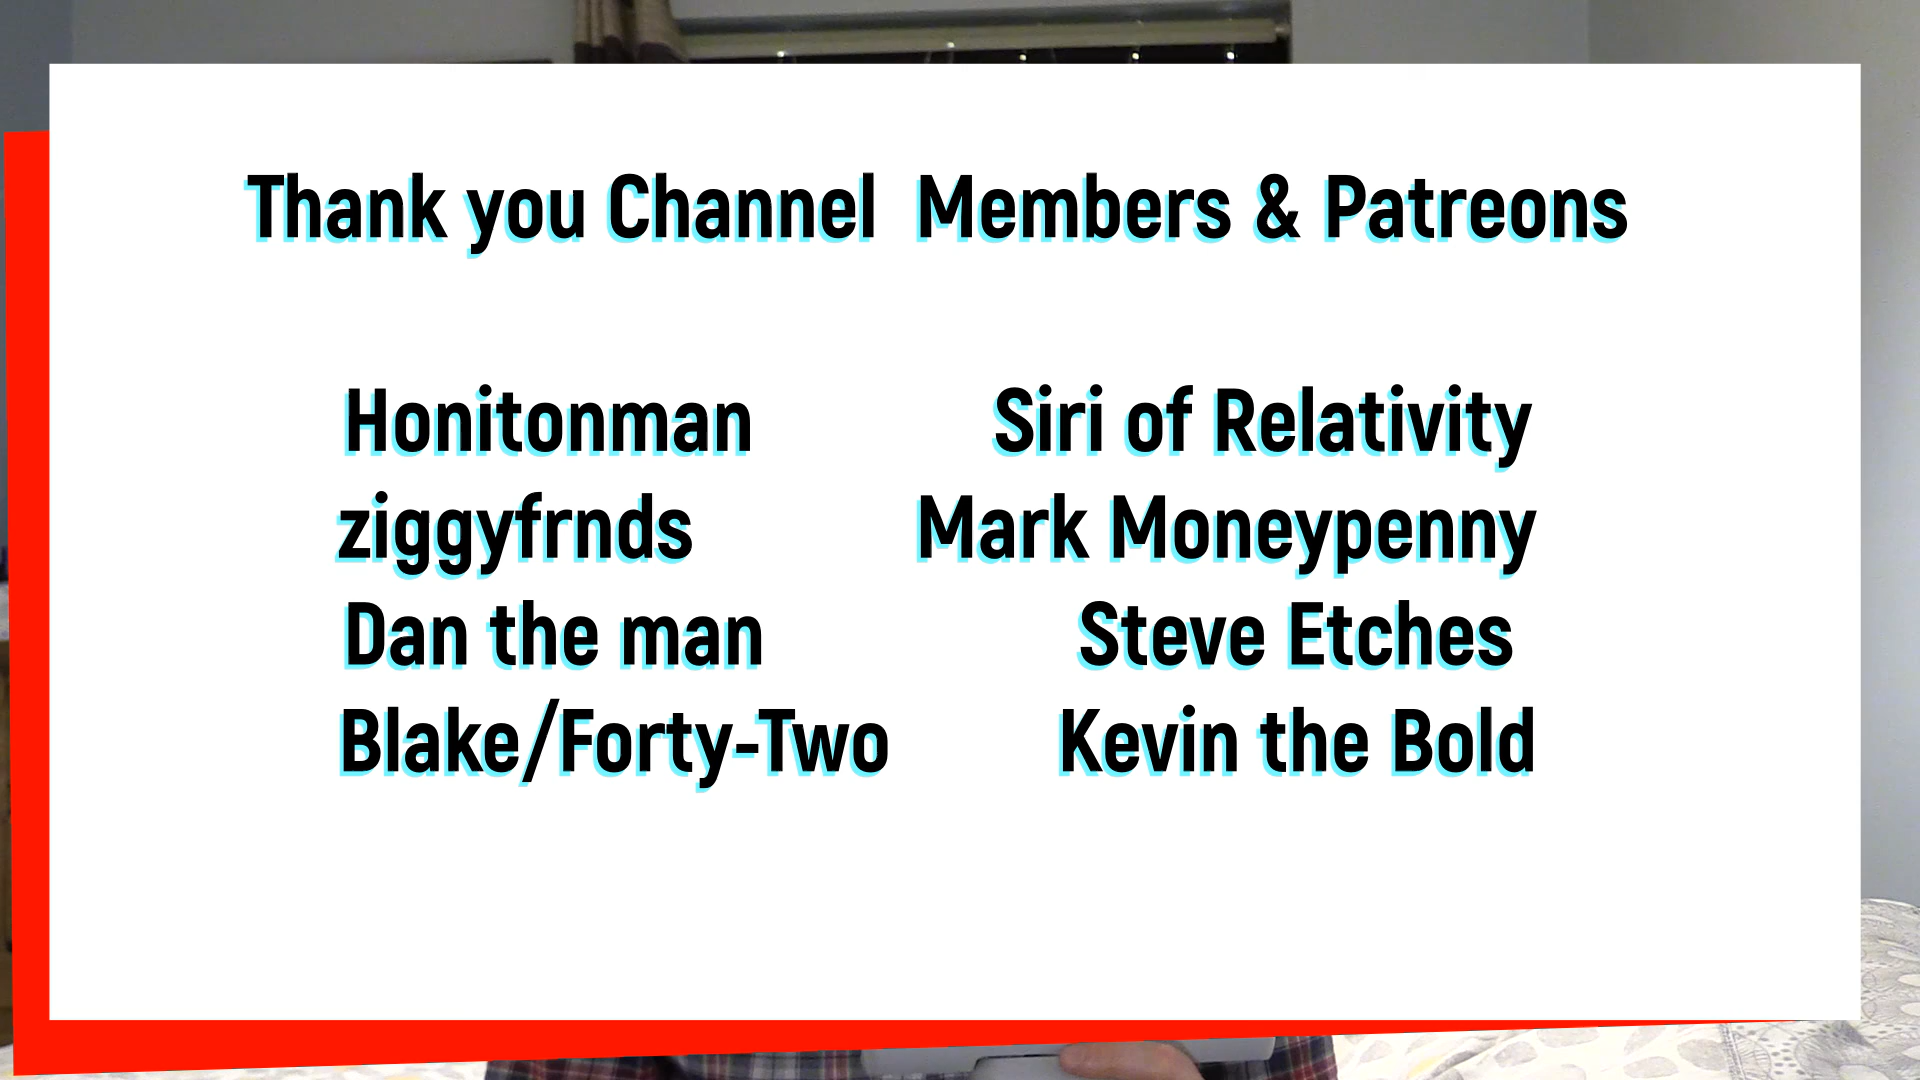 Thank you Channel Members & Patreons
Honitonman Siri of Relativity
ziggyfrnds Mark Moneypenny
Dan the man Steve Etches
Blake/Forty-Two Kevin the Bold